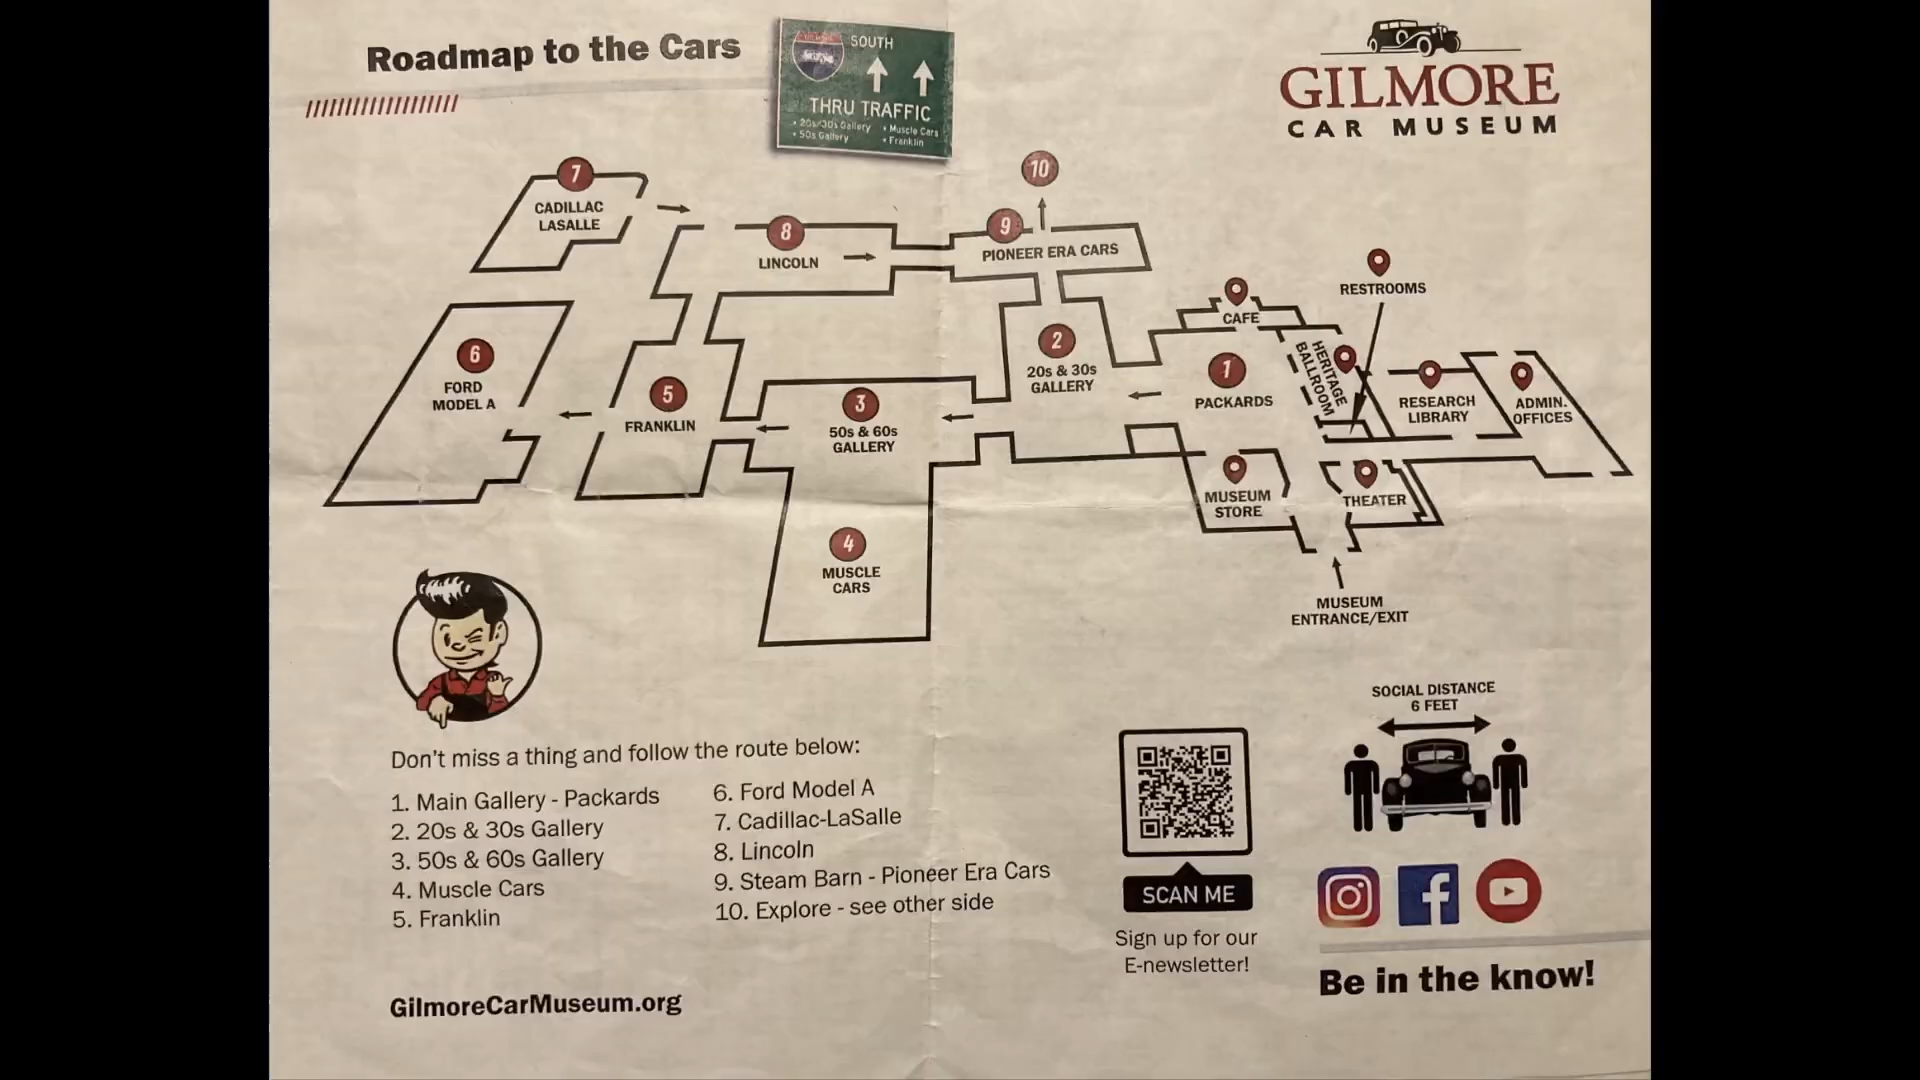 Roadmap to the Cars
SOUTH
THRU TRAFFIC
• 20s/30s Gallery
• Muscle Cars
• 50s Gallery
• Franklin
GILMORE
CAR MUSEUM
7
CADILLAC
LASALLE
8
LINCOLN
9
PIONEER ERA CARS
10
RESTROOMS
CAFE
6
FORD
MODEL A
5
FRANKLIN
3
50s & 60s
GALLERY
2
20s & 30s
GALLERY
1
PACKARDS
HERITAGE
BALLROOM
RESEARCH
LIBRARY
ADMIN.
OFFICES
4
MUSCLE
CARS
MUSEUM
STORE
THEATER
MUSEUM
ENTRANCE/EXIT
SOCIAL DISTANCE
6 FEET
Don't miss a thing and follow the route below:
1. Main Gallery - Packards
2. 20s & 30s Gallery
3. 50s & 60s Gallery
4. Muscle Cars
5. Franklin
6. Ford Model A
7. Cadillac-LaSalle
8. Lincoln
9. Steam Barn - Pioneer Era Cars
10. Explore - see other side
SCAN ME
Sign up for our
E-newsletter!
Be in the know!
GilmoreCarMuseum.org